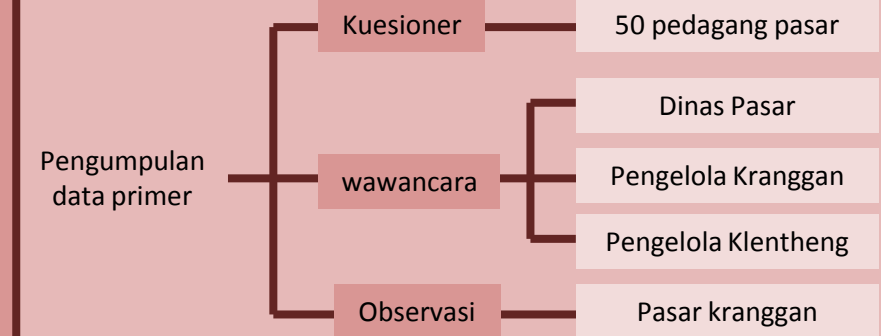 Kuesioner
50 pedagang pasar
Dinas Pasar
Pengumpulan
data primer
wawancara
Pengelola Kranggan
Pengelola Klentheng
Observasi
Pasar kranggan